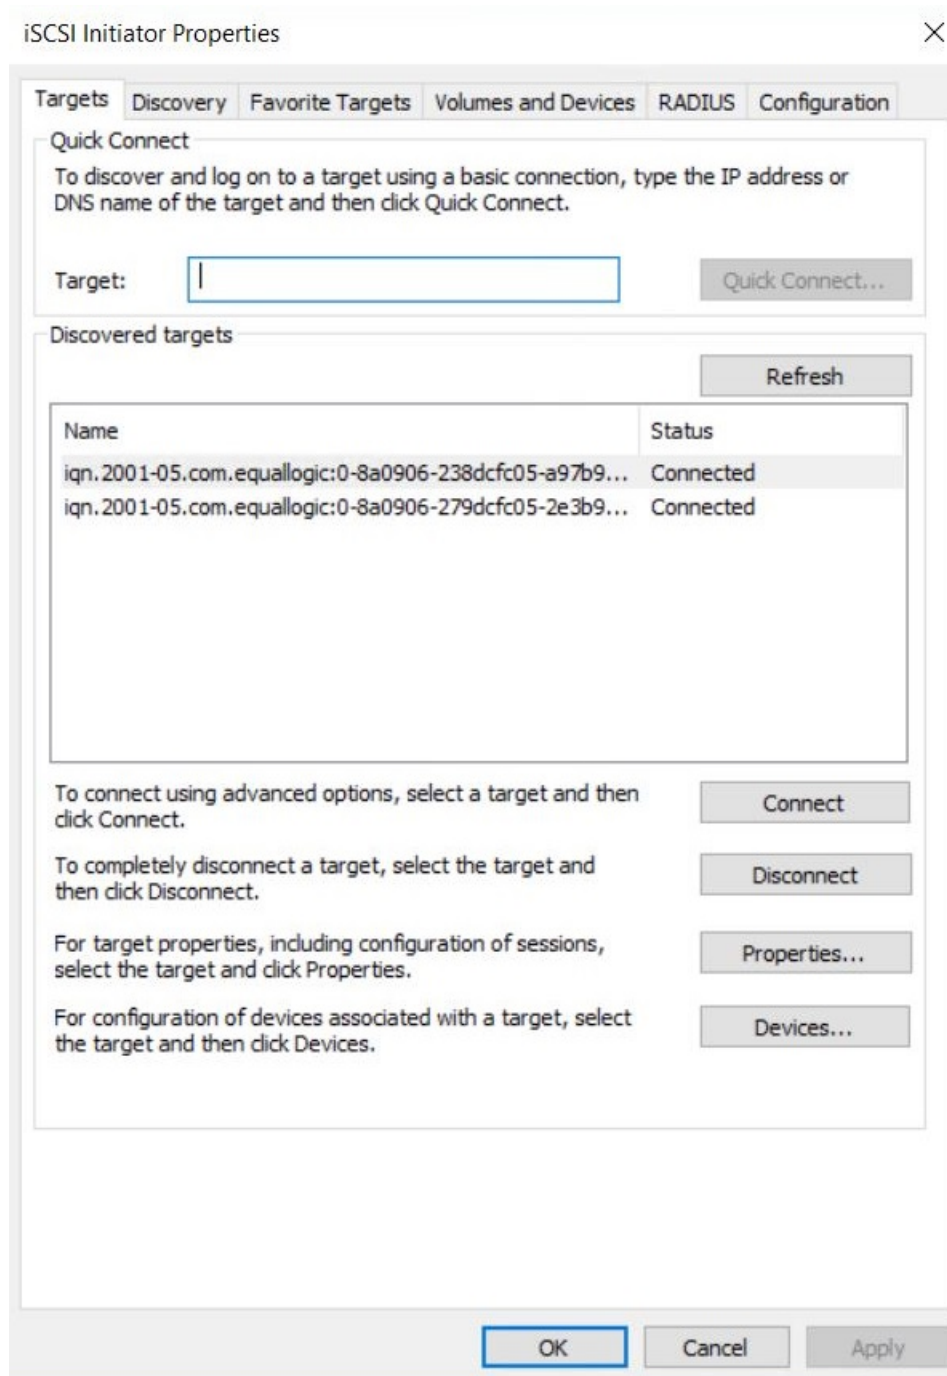 iSCSI Initiator Properties
Targets Discovery Favorite Targets Volumes and Devices RADIUS Configuration
Quick Connect
To discover and log on to a target using a basic connection, type the IP address or
DNS name of the target and then click Quick Connect.
Target:
Quick Connect...
Discovered targets
Refresh
Name Status
iqn.2001-05.com.equallogic:0-8a0906-238dcfc05-a97b9... Connected
iqn.2001-05.com.equallogic:0-8a0906-279dcfc05-2e3b9... Connected
To connect using advanced options, select a target and then
click Connect.
Connect
To completely disconnect a target, select the target and
then click Disconnect.
Disconnect
For target properties, including configuration of sessions,
select the target and click Properties.
Properties...
For configuration of devices associated with a target, select
the target and then click Devices.
Devices...
OK Cancel Apply